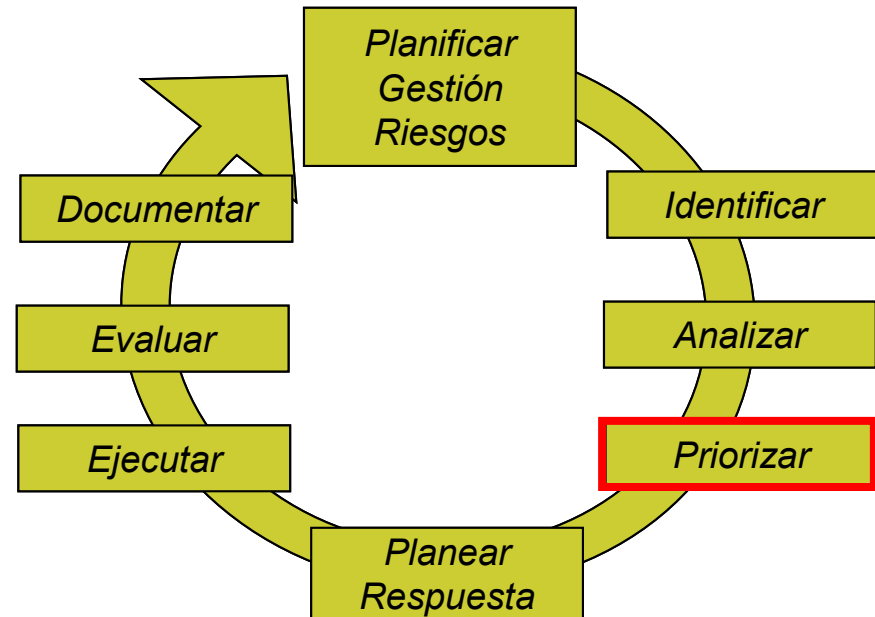 Planificar
Gestión
Riesgos
Identificar
Analizar
Priorizar
Planear
Respuesta
Ejecutar
Evaluar
Documentar